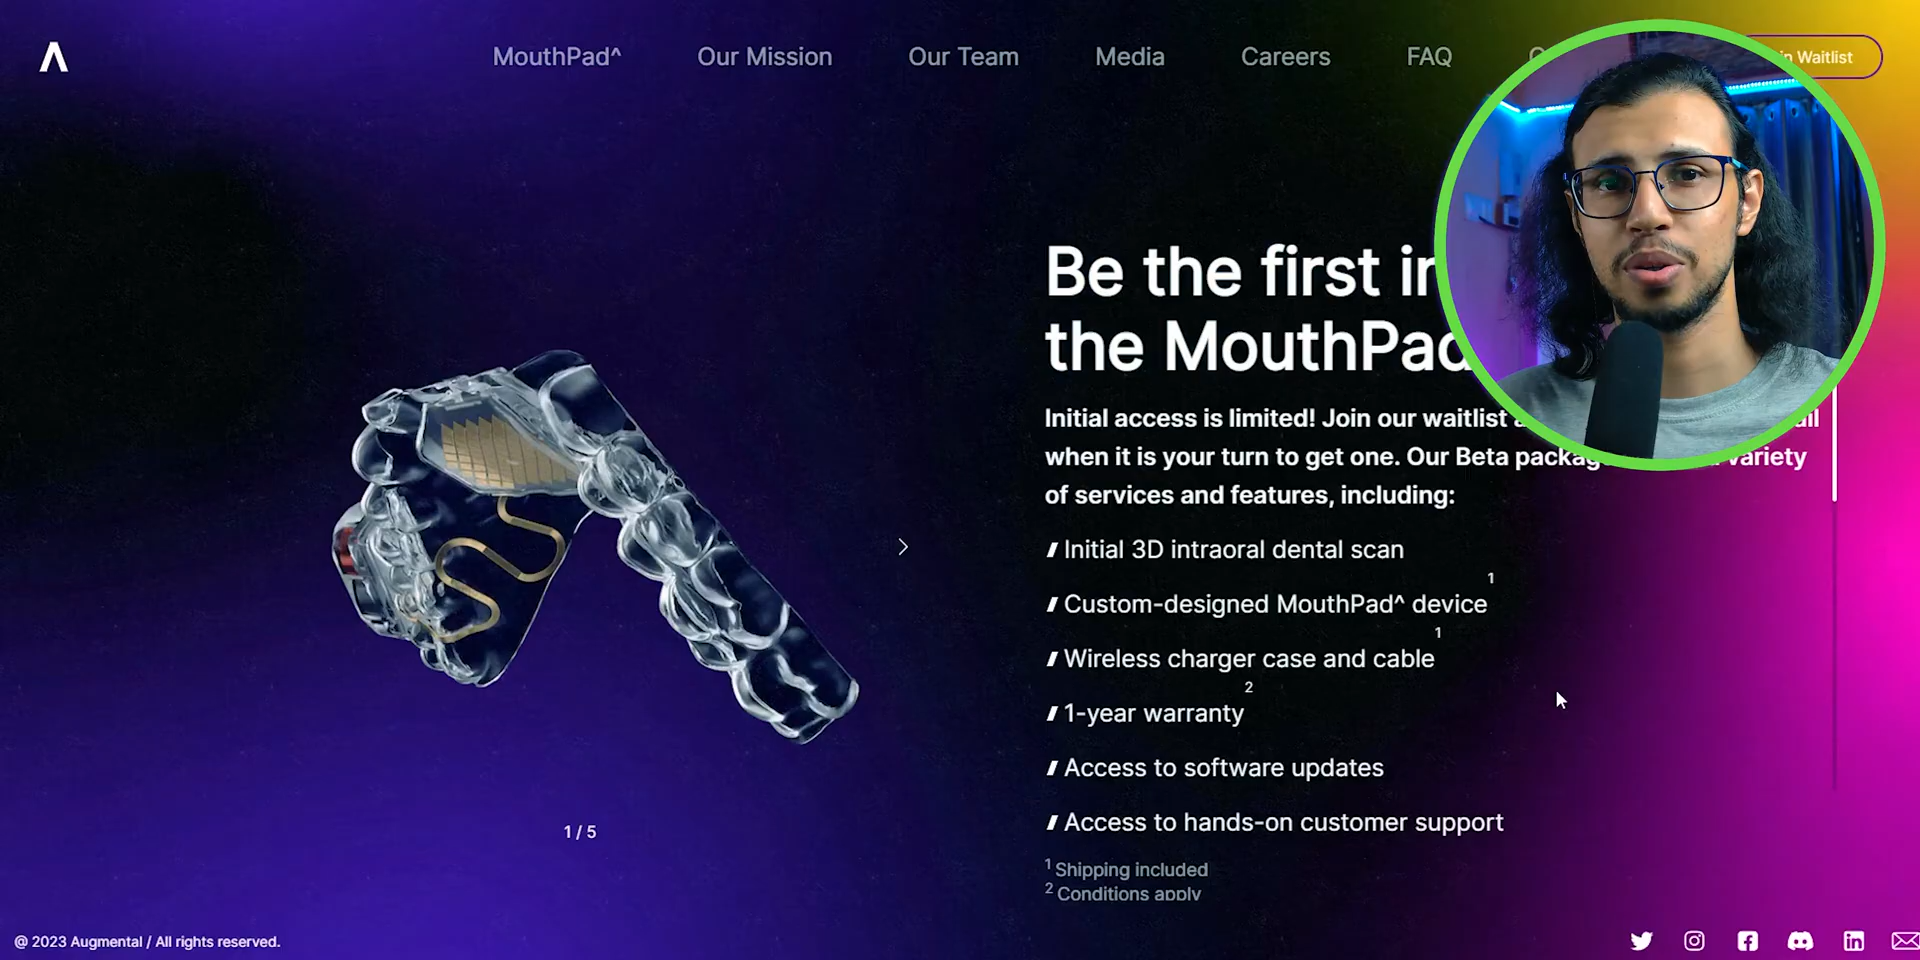 MouthPad^ Our Mission Our Team Media Careers FAQ Waitlist
Be the first
the MouthPad
Initial access is limited! Join our waitlist
when it is your turn to get one. Our Beta variety
of services and features, including:
Initial 3D intraoral dental scan
Custom-designed MouthPad^ device 1
Wireless charger case and cable 1
1-year warranty 2
Access to software updates
Access to hands-on customer support
1 Shipping included
2 Conditions apply
1 / 5
@ 2023 Augmental / All rights reserved.